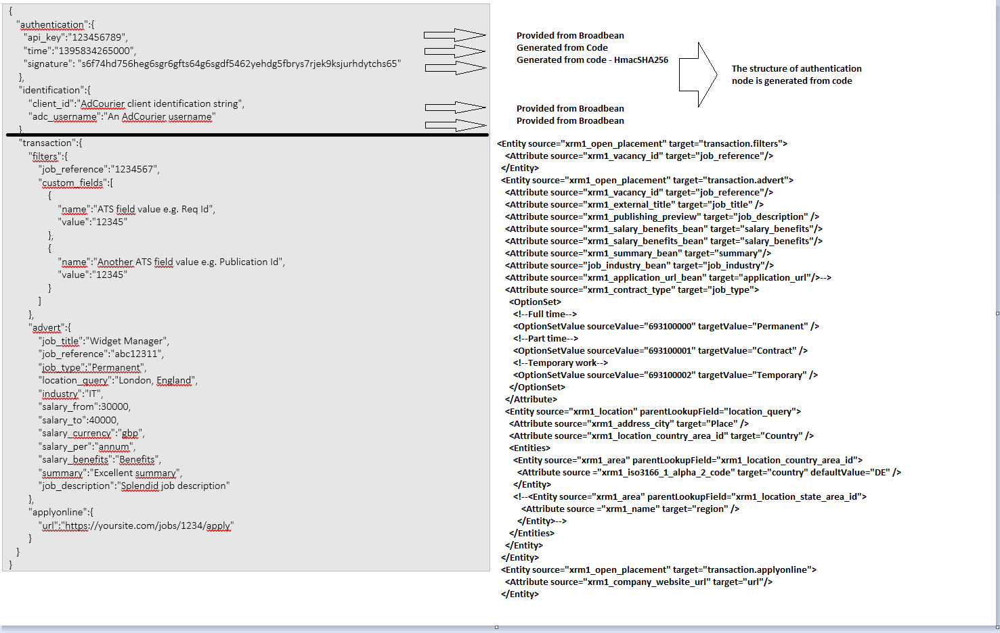 {
"authentication":{
"api_key":"123456789",
"time":"1395834265000",
"signature": "s6f74hd756heg6sgr6gfts64g6sgdf5462yehdg5fbrys7rjek9ksjurhdytchs65"
},
"identification":{
"client_id":"AdCourier client identification string",
"adc_username":"An AdCourier username"
},
"transaction":{
"filters":{
"job_reference":"1234567",
"custom_fields":[
{
"name":"ATS field value e.g. Req Id",
"value":"12345"
},
{
"name":"Another ATS field value e.g. Publication Id",
"value":"12345"
}
]
},
"advert":{
"job_title":"Widget Manager",
"job_reference":"abc12311",
"job_type":"Permanent",
"location_query":"London, England",
"industry":"IT",
"salary_from":30000,
"salary_to":40000,
"salary_currency":"gbp",
"salary_per":"annum",
"salary_benefits":"Benefits",
"summary":"Excellent summary",
"job_description":"Splendid job description"
},
"applyonline":{
"url":"https://yoursite.com/jobs/1234/apply"
}
}
}
Provided from Broadbean
Generated from Code
Generated from code - HmacSHA256
The structure of authentication
node is generated from code
Provided from Broadbean
Provided from Broadbean
<Entity source="xrm1_open_placement" target="transaction.filters">
<Attribute source="xrm1_vacancy_id" target="job_reference"/>
</Entity>
<Entity source="xrm1_open_placement" target="transaction.advert">
<Attribute source="xrm1_vacancy_id" target="job_reference"/>
<Attribute source="xrm1_external_title" target="job_title" />
<Attribute source="xrm1_publishing_preview" target="job_description" />
<Attribute source="xrm1_salary_benefits_bean" target="salary_benefits"/>
<Attribute source="xrm1_salary_benefits_bean" target="salary_benefits"/>
<Attribute source="xrm1_summary_bean" target="summary"/>
<Attribute source="job_industry_bean" target="job_industry"/>
<Attribute source="xrm1_application_url_bean" target="application_url"/>-->
<Attribute source="xrm1_contract_type" target="job_type">
<OptionSet>
<!--Full time-->
<OptionSetValue sourceValue="693100000" targetValue="Permanent" />
<!--Part time-->
<OptionSetValue sourceValue="693100001" targetValue="Contract" />
<!--Temporary work-->
<OptionSetValue sourceValue="693100002" targetValue="Temporary" />
</OptionSet>
</Attribute>
<Entity source="xrm1_location" parentLookupField="location_query">
<Attribute source="xrm1_address_city" target="Place" />
<Attribute source="xrm1_location_country_area_id" target="Country" />
<Entities>
<Entity source="xrm1_area" parentLookupField="xrm1_location_country_area_id">
<Attribute source ="xrm1_iso3166_1_alpha_2_code" target="country" defaultValue="DE" />
</Entity>
<!--<Entity source="xrm1_area" parentLookupField="xrm1_location_state_area_id">
<Attribute source ="xrm1_name" target="region" />
</Entity>-->
</Entities>
</Entity>
</Entity>
<Entity source="xrm1_open_placement" target="transaction.applyonline">
<Attribute source="xrm1_company_website_url" target="url"/>
</Entity>